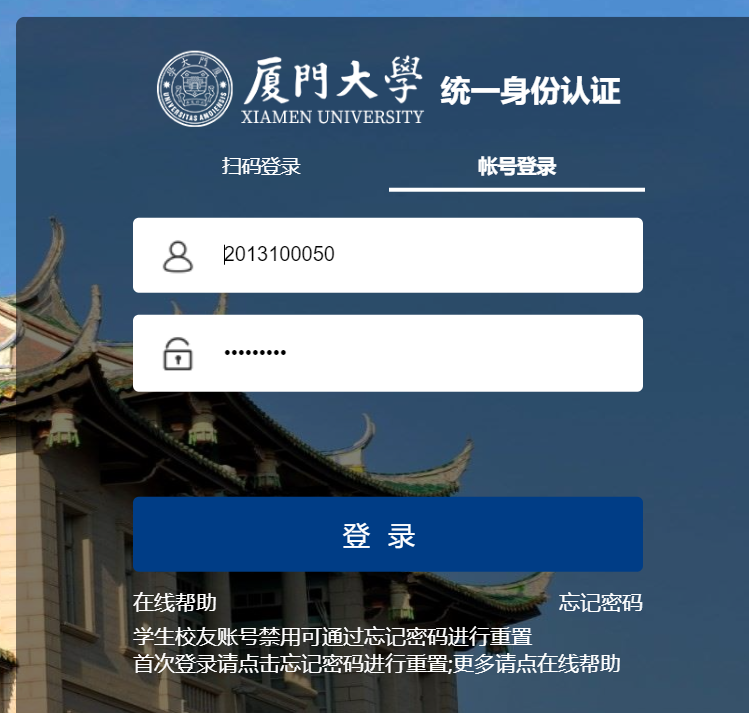 厦門大學
XIAMEN UNIVERSITY
统一身份认证
扫码登录
帐号登录
2013100050
•••••••••
登 录
在线帮助
忘记密码
学生校友账号禁用可通过忘记密码进行重置
首次登录请点击忘记密码进行重置;更多请点在线帮助